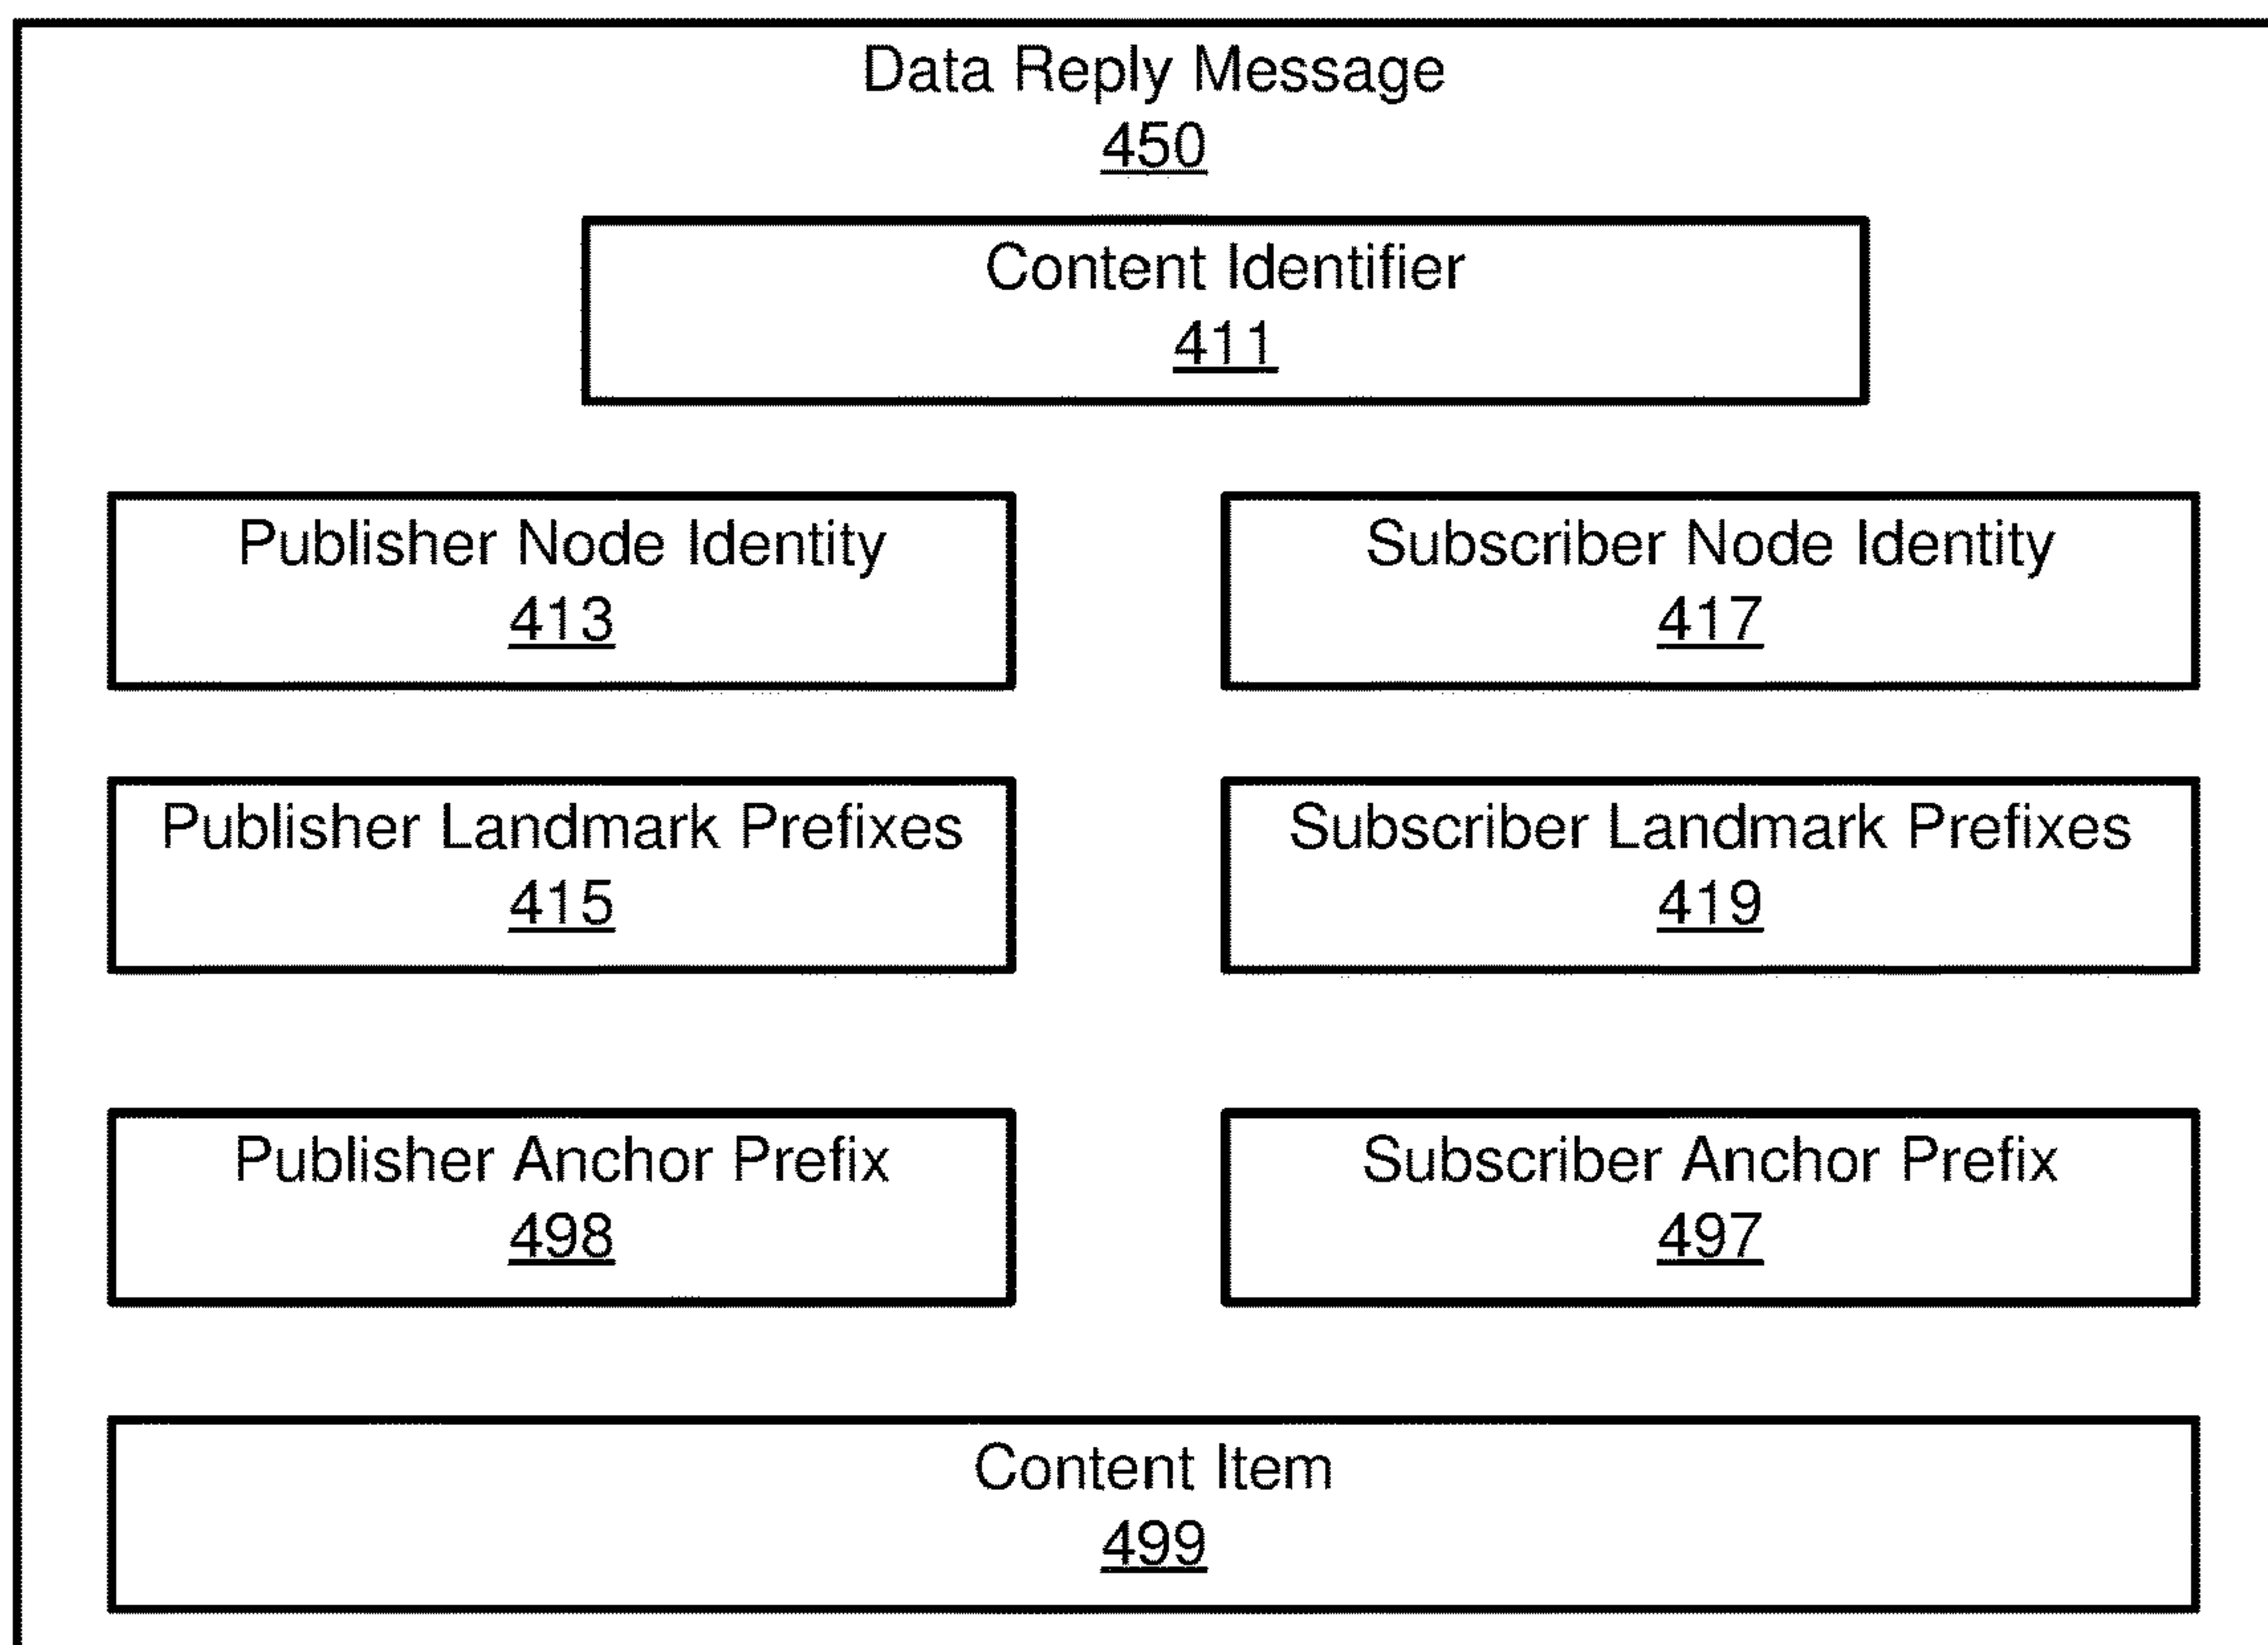 Data Reply Message
450
Content Identifier
411
Publisher Node Identity
413
Subscriber Node Identity
417
Publisher Landmark Prefixes
415
Subscriber Landmark Prefixes
419
Publisher Anchor Prefix
498
Subscriber Anchor Prefix
497
Content Item
499